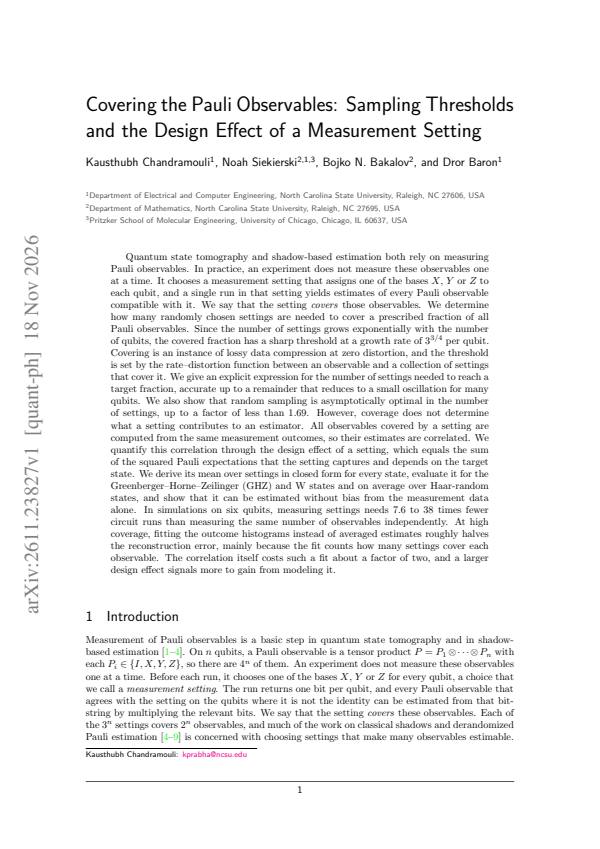 Covering the Pauli Observables: Sampling Thresholds
and the Design Effect of a Measurement Setting
Kausthubh Chandramouli¹, Noah Siekierski²,¹,³, Bojko N. Bakalov², and Dror Baron¹
¹Department of Electrical and Computer Engineering, North Carolina State University, Raleigh, NC 27606, USA
²Department of Mathematics, North Carolina State University, Raleigh, NC 27695, USA
³Pritzker School of Molecular Engineering, University of Chicago, Chicago, IL 60637, USA
arXiv:2611.23827v1 [quant-ph] 18 Nov 2026
Quantum state tomography and shadow-based estimation both rely on measuring
Pauli observables. In practice, an experiment does not measure these observables one
at a time. It chooses a measurement setting that assigns one of the bases X, Y or Z to
each qubit, and a single run in that setting yields estimates of every Pauli observable
compatible with it. We say that the setting covers those observables. We determine
how many randomly chosen settings are needed to cover a prescribed fraction of all
Pauli observables. Since the number of settings grows exponentially with the number
of qubits, the covered fraction has a sharp threshold at a growth rate of 3^{3/4} per qubit.
Covering is an instance of lossy data compression at zero distortion, and the threshold
is set by the rate–distortion function between an observable and a collection of settings
that cover it. We give an explicit expression for the number of settings needed to reach a
target fraction, accurate up to a remainder that reduces to a small oscillation for many
qubits. We also show that random sampling is asymptotically optimal in the number
of settings, up to a factor of less than 1.69. However, coverage does not determine
what a setting contributes to an estimator. All observables covered by a setting are
computed from the same measurement outcomes, so their estimates are correlated. We
quantify this correlation through the design effect of a setting, which equals the sum
of the squared Pauli expectations that the setting captures and depends on the target
state. We derive its mean over settings in closed form for every state, evaluate it for the
Greenberger–Horne–Zeilinger (GHZ) and W states and on average over Haar-random
states, and show that it can be estimated without bias from the measurement data
alone. In simulations on six qubits, measuring settings needs 7.6 to 38 times fewer
circuit runs than measuring the same number of observables independently. At high
coverage, fitting the outcome histograms instead of averaged estimates roughly halves
the reconstruction error, mainly because the fit counts how many settings cover each
observable. The correlation itself costs such a fit about a factor of two, and a larger
design effect signals more to gain from modeling it.
1 Introduction
Measurement of Pauli observables is a basic step in quantum state tomography and in shadow-
based estimation [1–4]. On n qubits, a Pauli observable is a tensor product P = P₁⊗···⊗Pₙ with
each Pᵢ ∈ {I, X, Y, Z}, so there are 4ⁿ of them. An experiment does not measure these observables
one at a time. Before each run, it chooses one of the bases X, Y or Z for every qubit, a choice that
we call a measurement setting. The run returns one bit per qubit, and every Pauli observable that
agrees with the setting on the qubits where it is not the identity can be estimated from that bit-
string by multiplying the relevant bits. We say that the setting covers these observables. Each of
the 3ⁿ settings covers 2ⁿ observables, and much of the work on classical shadows and derandomized
Pauli estimation [4–9] is concerned with choosing settings that make many observables estimable.
Kausthubh Chandramouli: kprabha@ncsu.edu
1